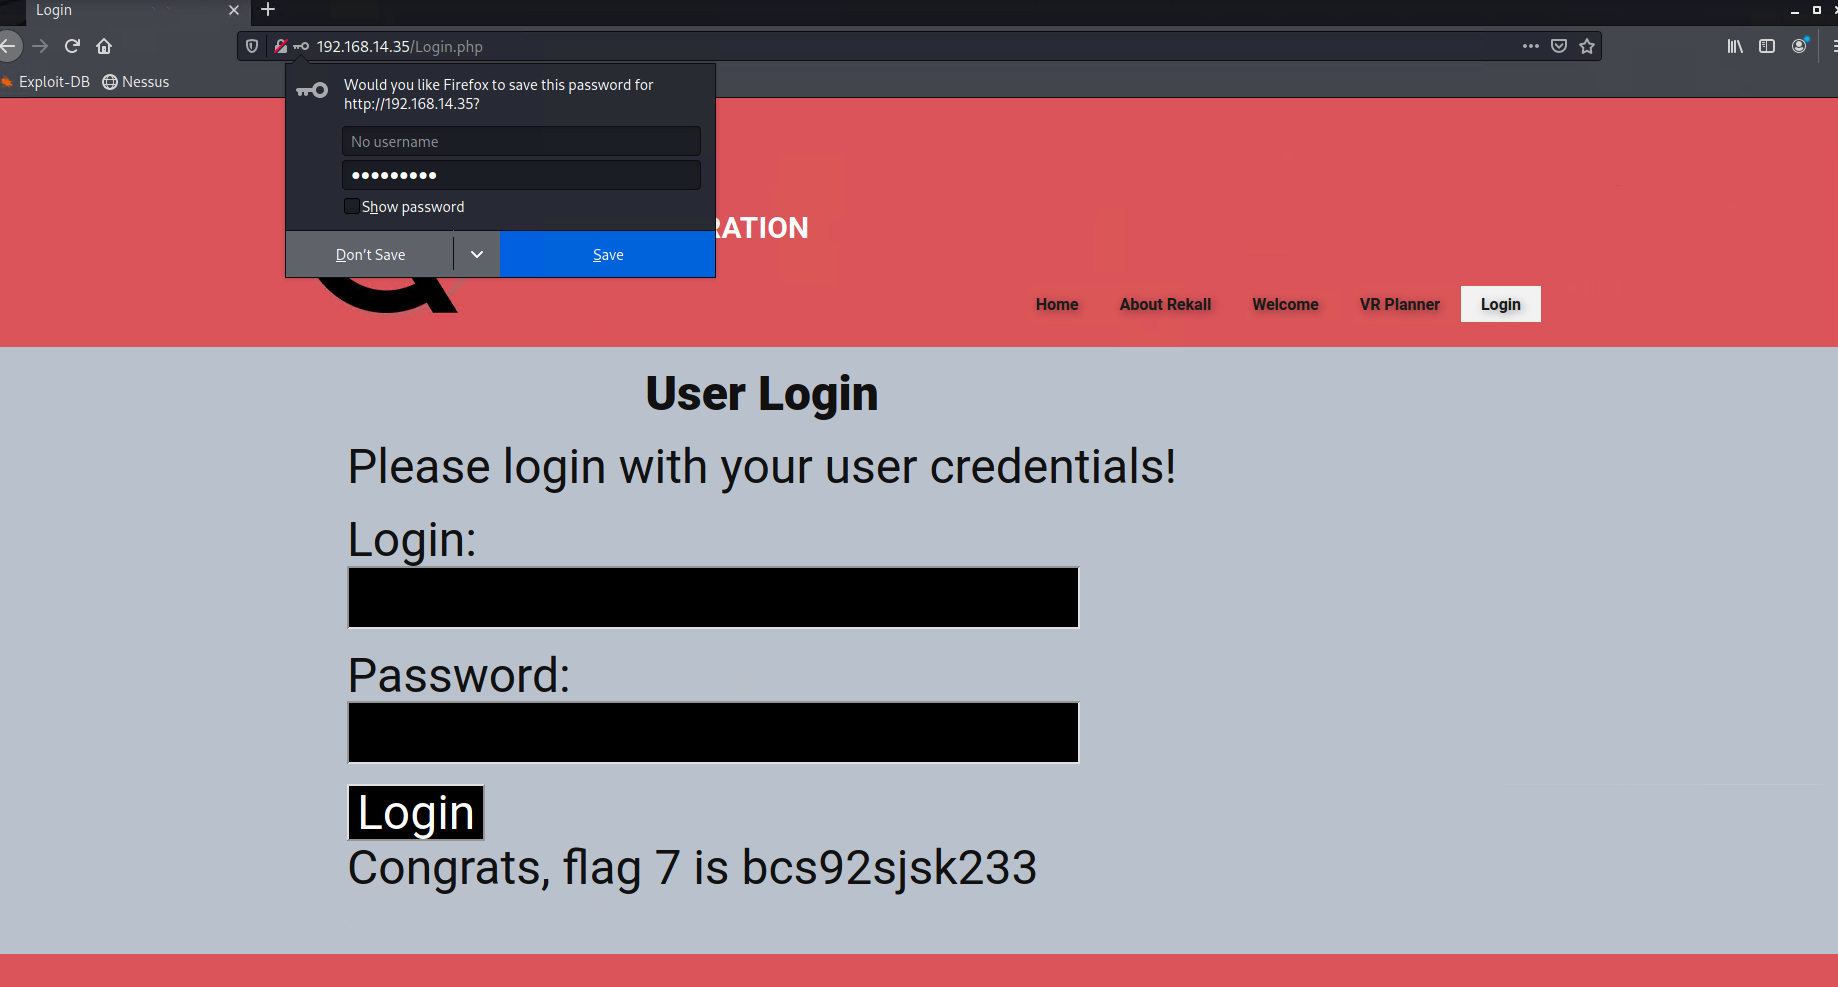 Login
192.168.14.35/Login.php
Exploit-DB Nessus
Would you like Firefox to save this password for
http://192.168.14.35?
No username
•••••••••
Show password
Don't Save
Save
RATION
Home About Rekall Welcome VR Planner Login
User Login
Please login with your user credentials!
Login:
Password:
Login
Congrats, flag 7 is bcs92sjsk233